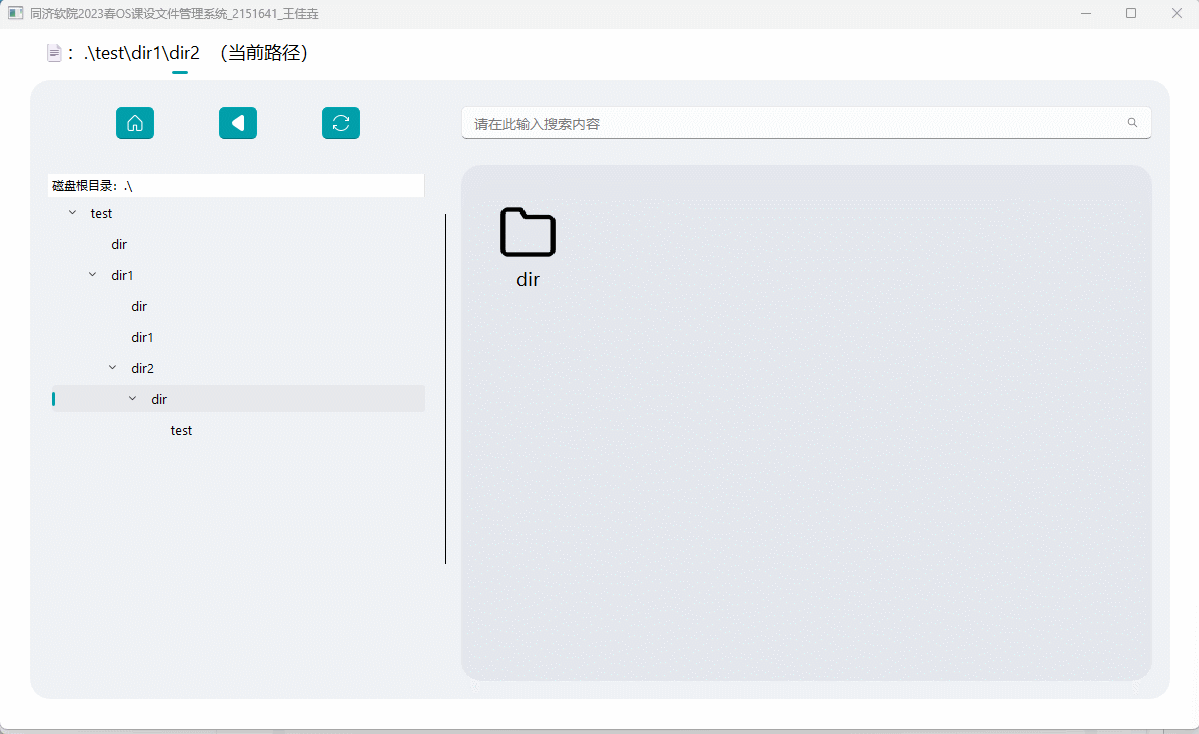 同济软院2023春OS课设文件管理系统_2151641_王佳垚
：.\test\dir1\dir2 （当前路径）
请在此输入搜索内容
磁盘根目录：.\
test
dir
dir1
dir
dir1
dir2
dir
test
dir